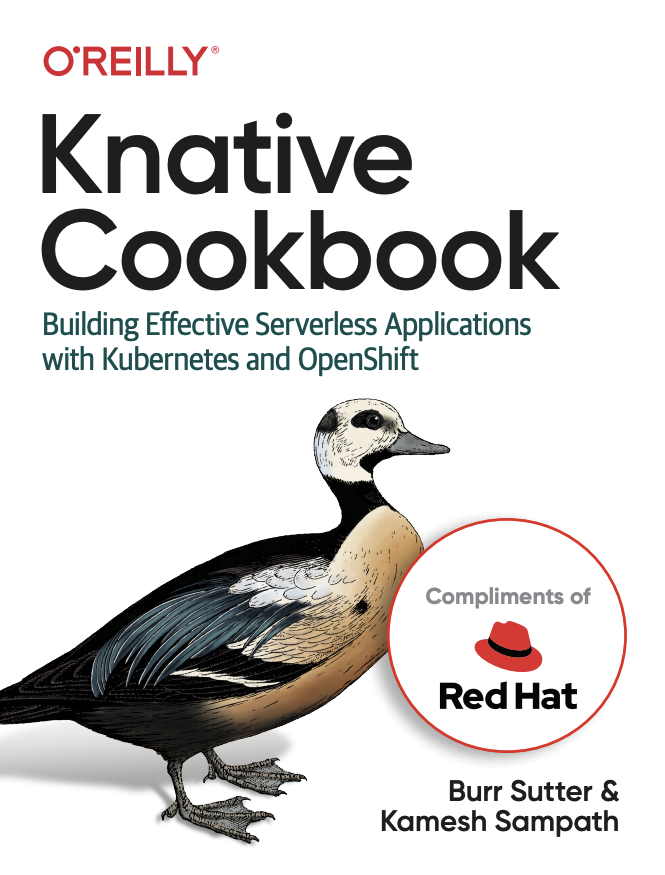 O'REILLY®
Knative
Cookbook
Building Effective Serverless Applications
with Kubernetes and OpenShift
Compliments of
Red Hat
Burr Sutter &
Kamesh Sampath